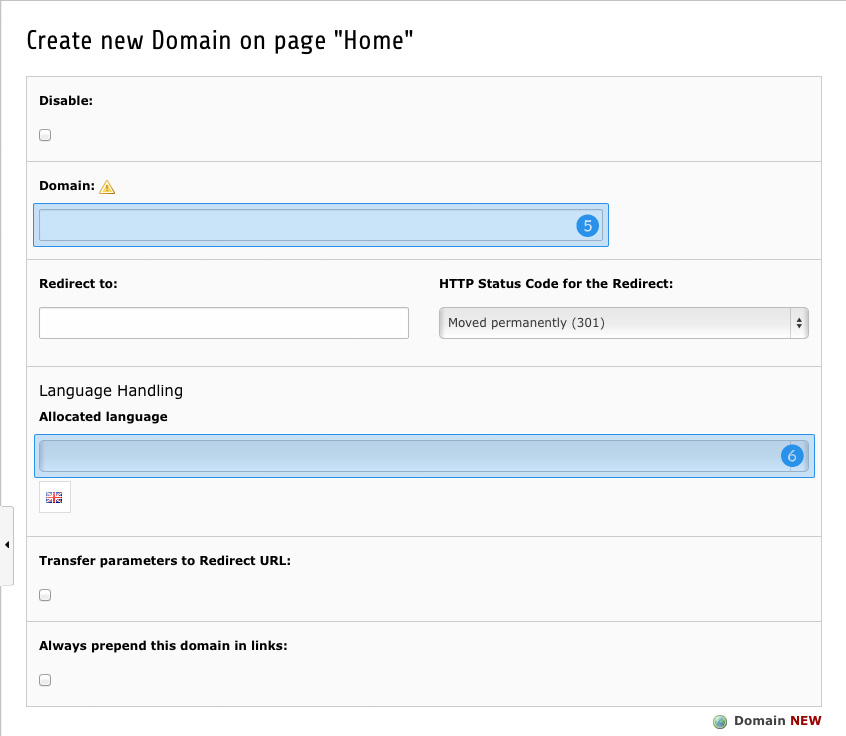 Create new Domain on page "Home"
Disable:
Domain:
5
Redirect to:
HTTP Status Code for the Redirect:
Moved permanently (301)
Language Handling
Allocated language
6
Transfer parameters to Redirect URL:
Always prepend this domain in links:
Domain NEW